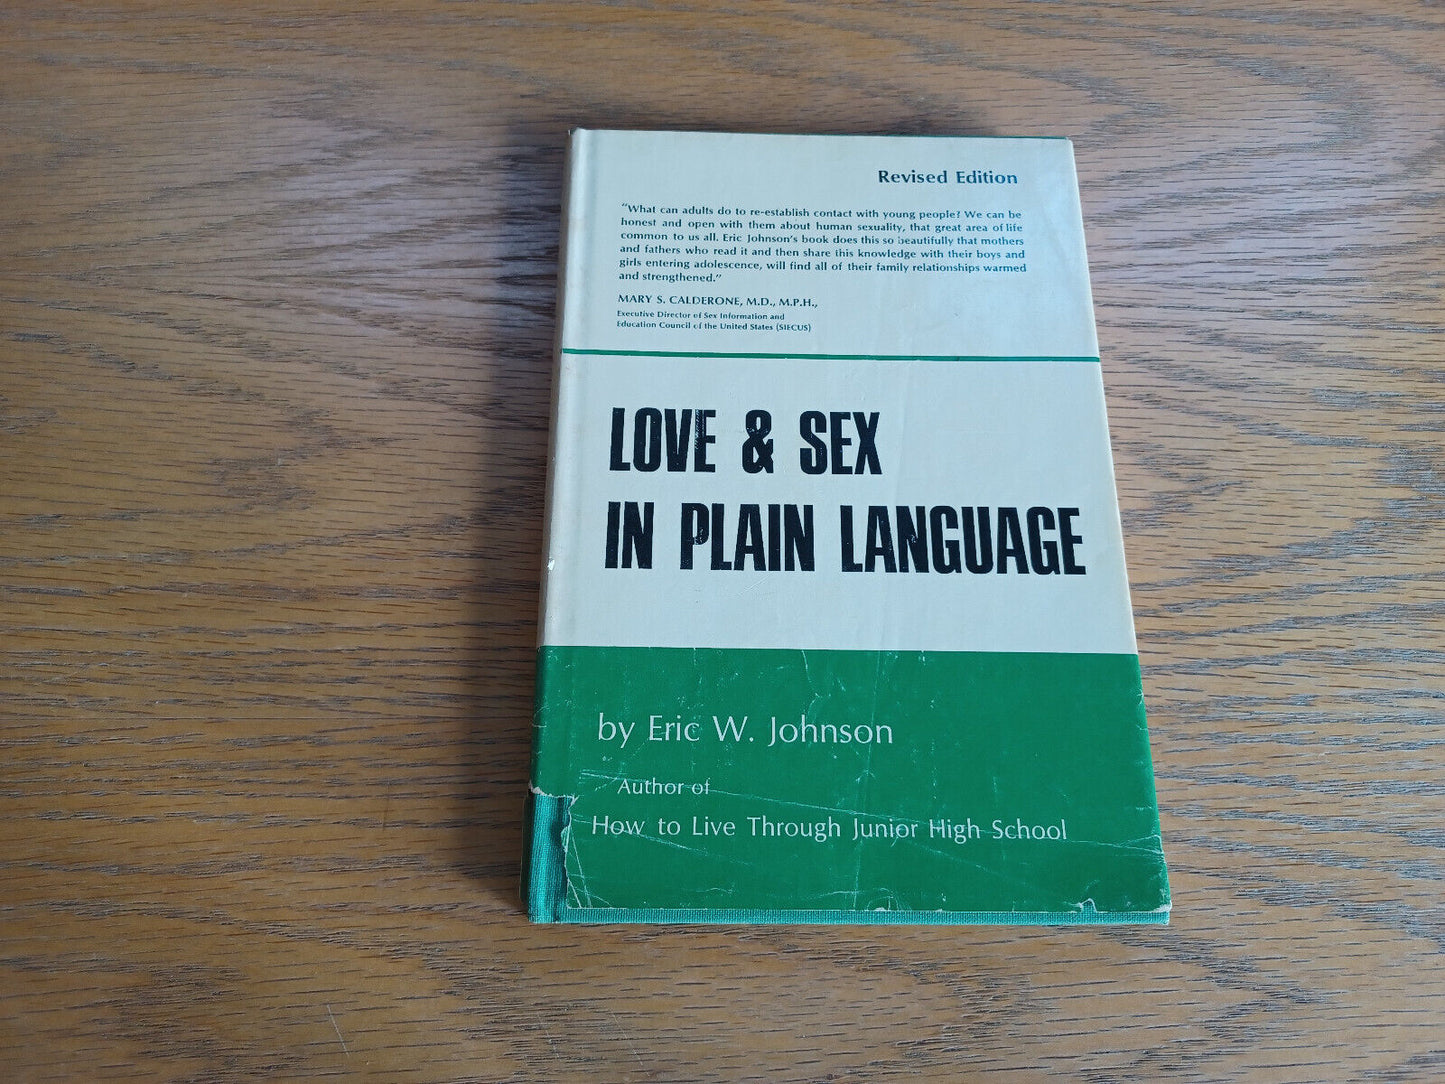 Revised Edition
“What can adults do to re-establish contact with young people? We can be
honest and open with them about human sexuality, that great area of life
common to us all. Eric Johnson’s book does this so beautifully that mothers
and fathers who read it and then share this knowledge with their boys and
girls entering adolescence, will find all of their family relationships warmed
and strengthened.”
MARY S. CALDERONE, M.D., M.P.H.,
Executive Director of Sex Information and
Education Council of the United States (SIECUS)
LOVE & SEX
IN PLAIN LANGUAGE
by Eric W. Johnson
Author of
How to Live Through Junior High School